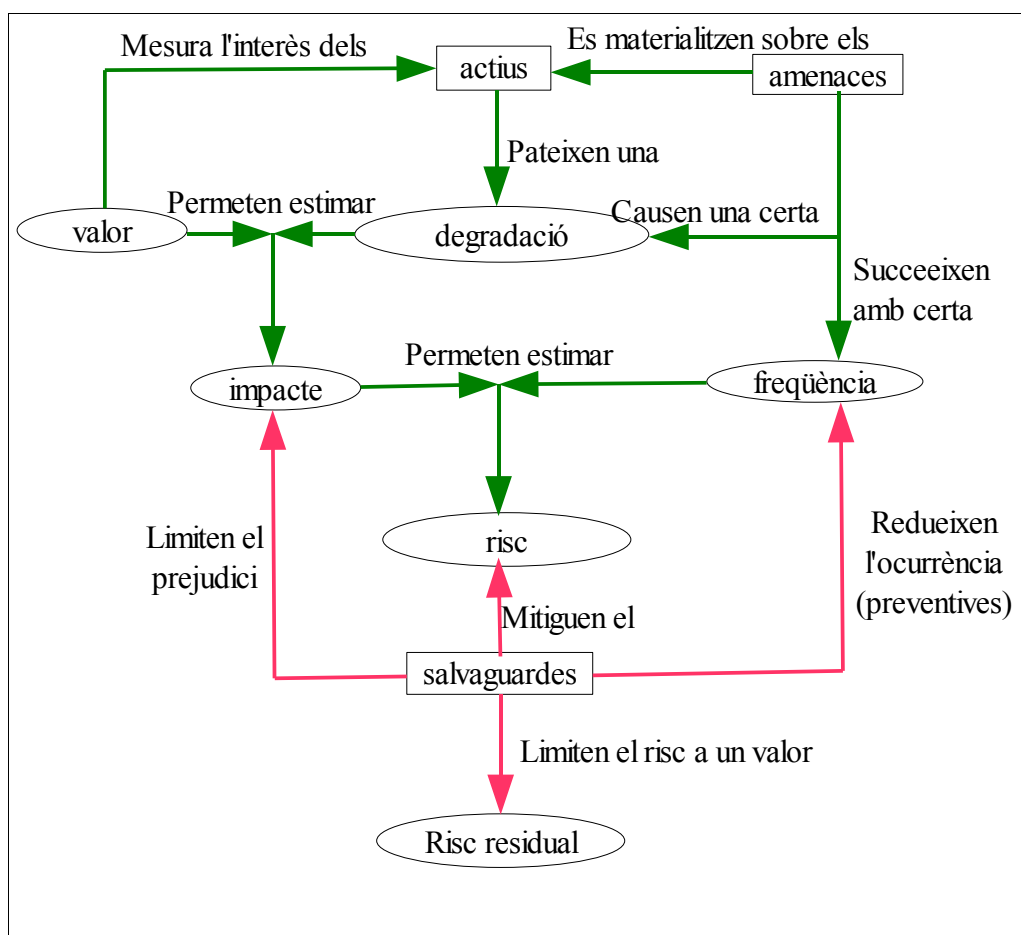 Mesura l'interès dels
Es materialitzen sobre els
actius
amenaces
Pateixen una
Permeten estimar
Causen una certa
valor
degradació
Succeeixen
amb certa
Permeten estimar
impacte
freqüència
Limiten el
prejudici
risc
Redueixen
l'ocurrència
(preventives)
Mitiguen el
salvaguardes
Limiten el risc a un valor
Risc residual